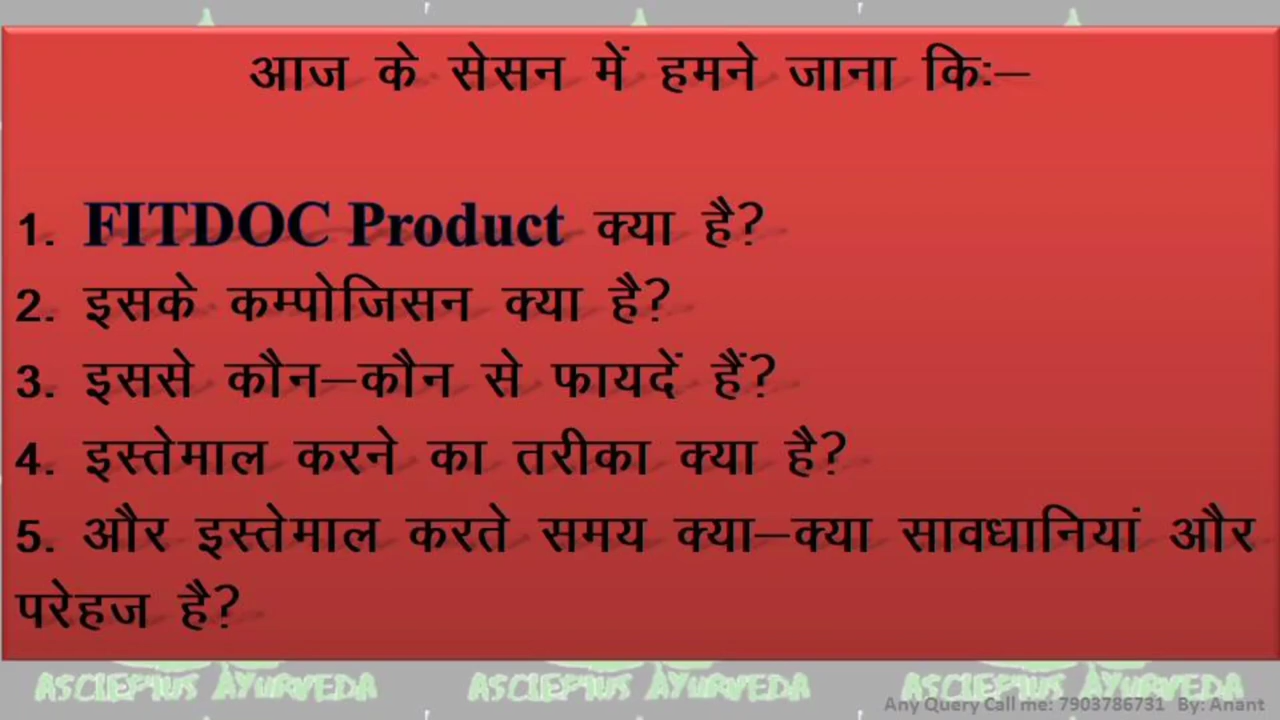 आज के सेसन में हमने जाना कि:–
1. FITDOC Product क्या है?
2. इसके कम्पोजिसन क्या है?
3. इससे कौन–कौन से फायदें हैं?
4. इस्तेमाल करने का तरीका क्या है?
5. और इस्तेमाल करते समय क्या–क्या सावधानियां और
परेहज है?
ASCLEPIUS AYURVEDA ASCLEPIUS AYURVEDA ASCLEPIUS AYURVEDA
Any Query Call me: 7903786731 By: Anant